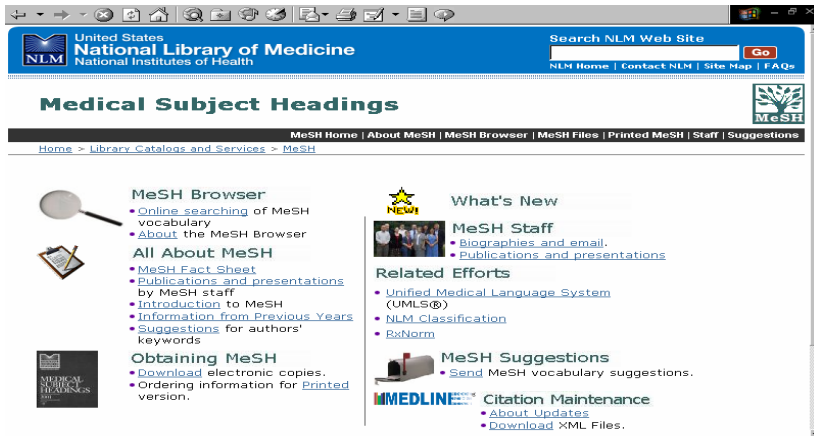 United States
National Library of Medicine
National Institutes of Health
NLM
Search NLM Web Site
Go
NLM Home | Contact NLM | Site Map | FAQs
Medical Subject Headings
MeSH
MeSH Home | About MeSH | MeSH Browser | MeSH Files | Printed MeSH | Staff | Suggestions
Home > Library Catalogs and Services > MeSH
MeSH Browser
• Online searching of MeSH
vocabulary
• About the MeSH Browser
All About MeSH
• MeSH Fact Sheet
• Publications and presentations
by MeSH staff
• Introduction to MeSH
• Information from Previous Years
• Suggestions for authors'
keywords
MEDICAL
SUBJECT
HEADINGS
2001
Obtaining MeSH
• Download electronic copies.
• Ordering information for Printed
version.
NEW!
What's New
MeSH Staff
• Biographies and email.
• Publications and presentations
Related Efforts
• Unified Medical Language System
(UMLS®)
• NLM Classification
• RxNorm
MeSH Suggestions
• Send MeSH vocabulary suggestions.
MEDLINE
Citation Maintenance
• About Updates
• Download XML Files.